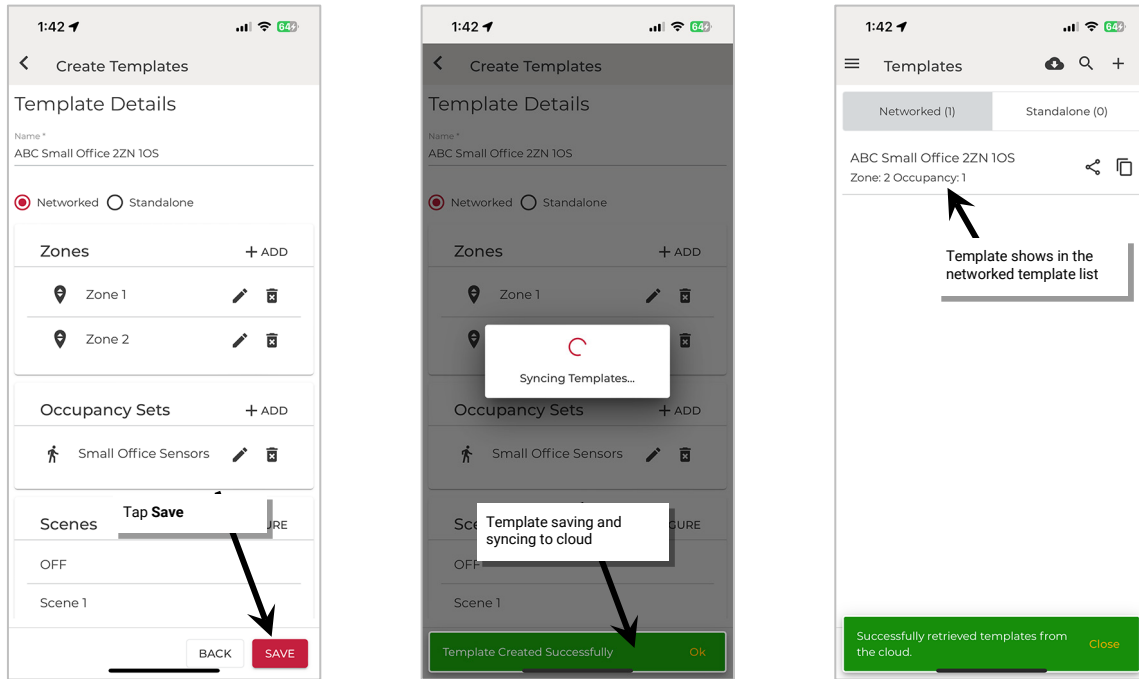 1:42
64
Create Templates
Template Details
Name *
ABC Small Office 2ZN 1OS
Networked
Standalone
Zones
+ ADD
Zone 1
Zone 2
Occupancy Sets
+ ADD
Small Office Sensors
Scenes
Tap Save
OFF
Scene 1
BACK
SAVE
1:42
64
Create Templates
Template Details
Name *
ABC Small Office 2ZN 1OS
Networked
Standalone
Zones
+ ADD
Zone 1
Syncing Templates...
Occupancy Sets
+ ADD
Small Office Sensors
Template saving and
syncing to cloud
OFF
Scene 1
Template Created Successfully
Ok
1:42
64
Templates
Networked (1)
Standalone (0)
ABC Small Office 2ZN 1OS
Zone: 2 Occupancy: 1
Template shows in the
networked template list
Successfully retrieved templates from
the cloud.
Close